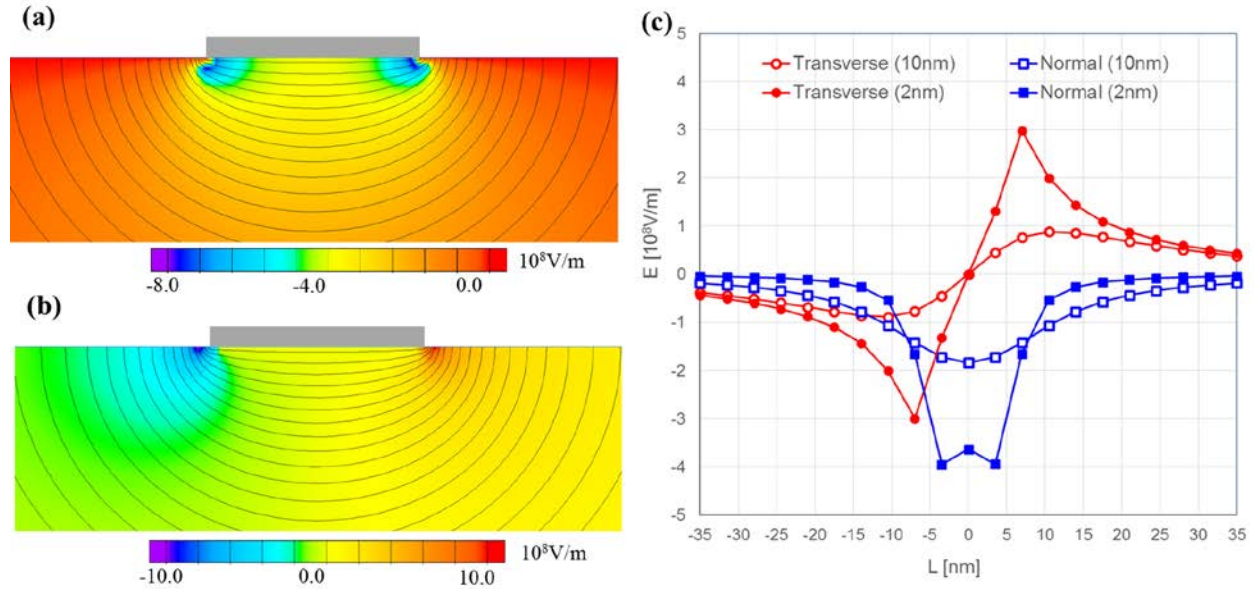 (a)
10⁸V/m
-8.0 -4.0 0.0
(b)
10⁸V/m
-10.0 0.0 10.0
(c)
5
4
3
2
1
0
-1
-2
-3
-4
-5
E [10⁸V/m]
Transverse (10nm) Normal (10nm)
Transverse (2nm) Normal (2nm)
-35 -30 -25 -20 -15 -10 -5 0 5 10 15 20 25 30 35
L [nm]